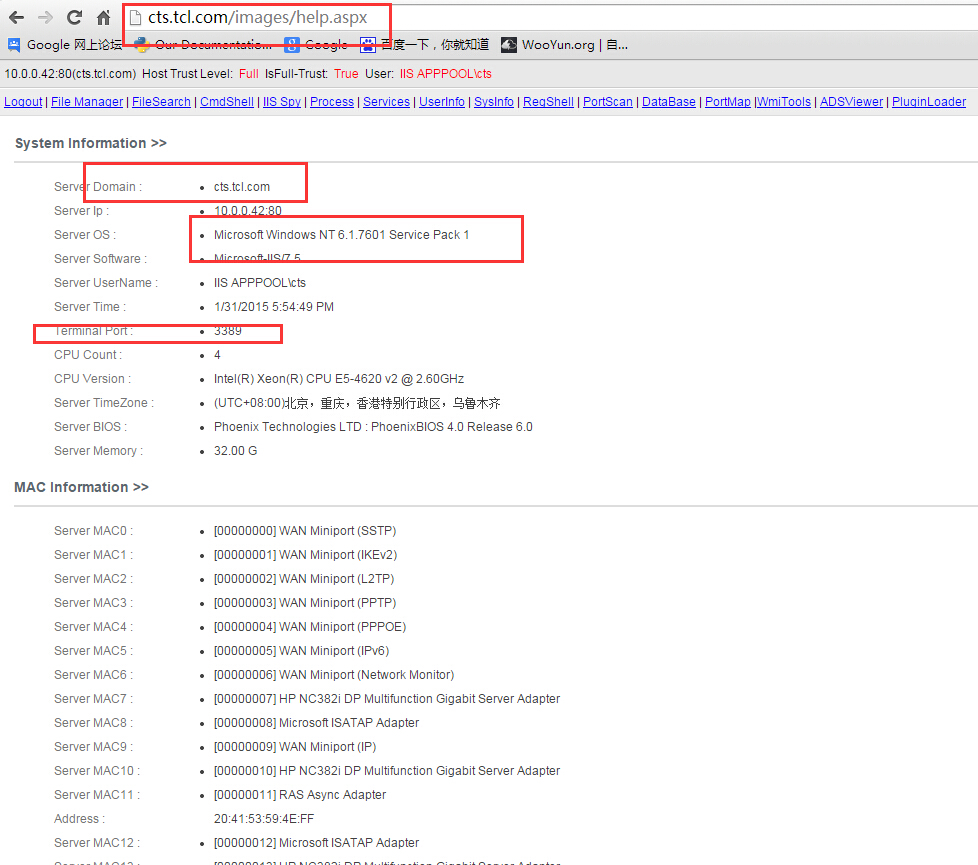 cts.tcl.com/images/help.aspx
Google 网上论坛 Our Documentatio... Google 百度一下，你就知道 WooYun.org | 自...
10.0.0.42:80(cts.tcl.com) Host Trust Level: Full IsFull-Trust: True User: IIS APPPOOL\cts
Logout | File Manager | FileSearch | CmdShell | IIS Spy | Process | Services | UserInfo | SysInfo | RegShell | PortScan | DataBase | PortMap |WmiTools | ADSViewer | PluginLoader
System Information >>
Server Domain : • cts.tcl.com
Server Ip : • 10.0.0.42:80
Server OS : • Microsoft Windows NT 6.1.7601 Service Pack 1
Server Software : • Microsoft-IIS/7.5
Server UserName : • IIS APPPOOL\cts
Server Time : • 1/31/2015 5:54:49 PM
Terminal Port : • 3389
CPU Count : • 4
CPU Version : • Intel(R) Xeon(R) CPU E5-4620 v2 @ 2.60GHz
Server TimeZone : • (UTC+08:00)北京，重庆，香港特别行政区，乌鲁木齐
Server BIOS : • Phoenix Technologies LTD : PhoenixBIOS 4.0 Release 6.0
Server Memory : • 32.00 G
MAC Information >>
Server MAC0 : • [00000000] WAN Miniport (SSTP)
Server MAC1 : • [00000001] WAN Miniport (IKEv2)
Server MAC2 : • [00000002] WAN Miniport (L2TP)
Server MAC3 : • [00000003] WAN Miniport (PPTP)
Server MAC4 : • [00000004] WAN Miniport (PPPOE)
Server MAC5 : • [00000005] WAN Miniport (IPv6)
Server MAC6 : • [00000006] WAN Miniport (Network Monitor)
Server MAC7 : • [00000007] HP NC382i DP Multifunction Gigabit Server Adapter
Server MAC8 : • [00000008] Microsoft ISATAP Adapter
Server MAC9 : • [00000009] WAN Miniport (IP)
Server MAC10 : • [00000010] HP NC382i DP Multifunction Gigabit Server Adapter
Server MAC11 : • [00000011] RAS Async Adapter
Address : 20:41:53:59:4E:FF
Server MAC12 : • [00000012] Microsoft ISATAP Adapter